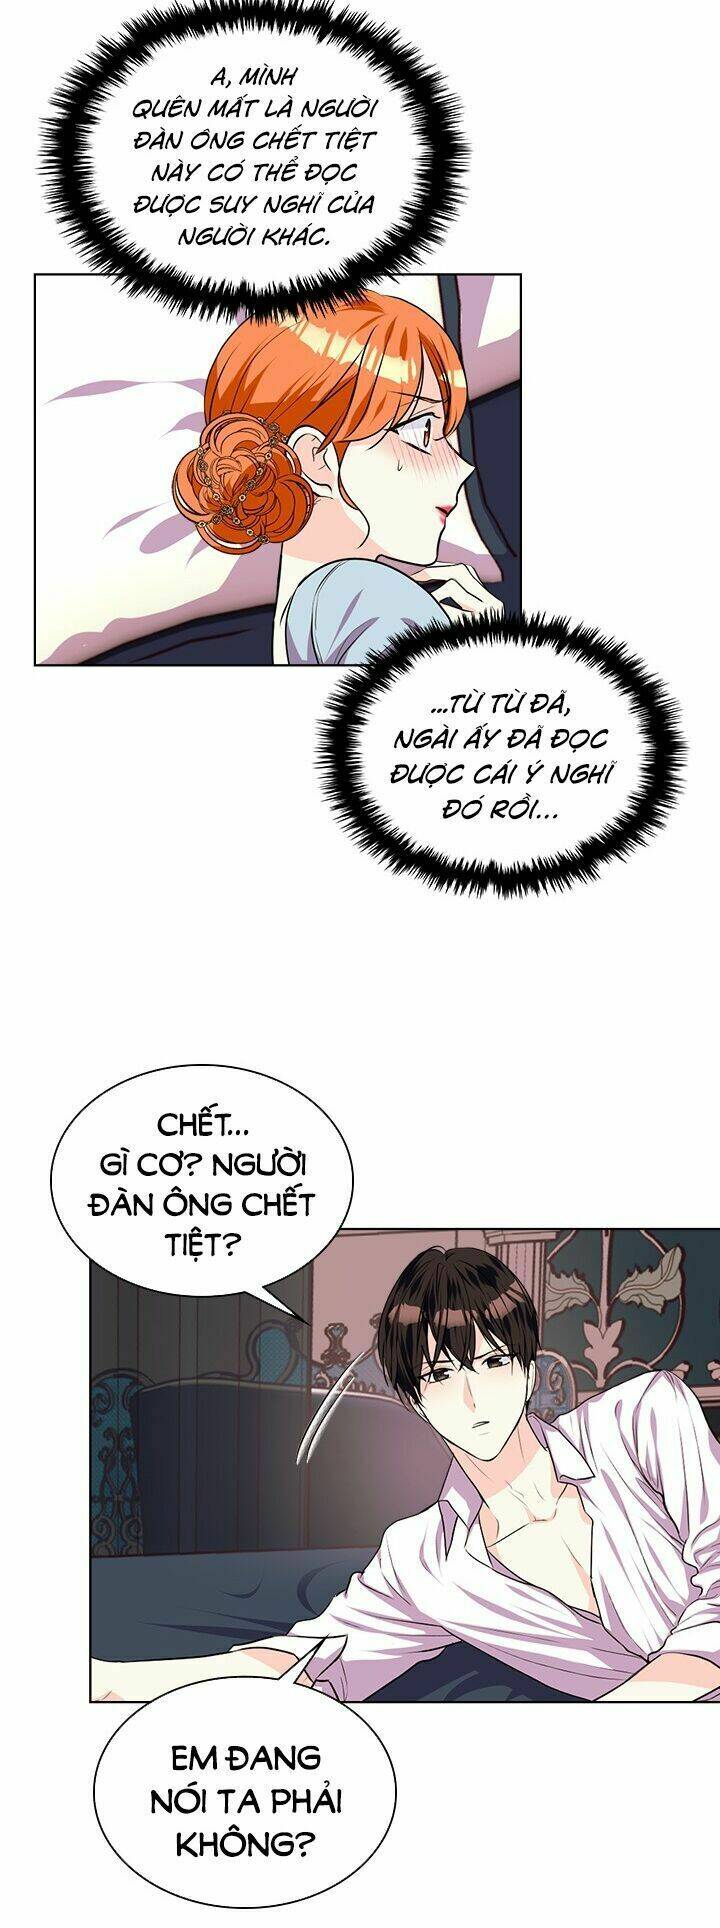 A, MÌNH
QUÊN MẤT LÀ NGƯỜI
ĐÀN ÔNG CHẾT TIỆT
NÀY CÓ THỂ ĐỌC
ĐƯỢC SUY NGHĨ CỦA
NGƯỜI KHÁC.
...TỪ TỪ ĐÃ,
NGÀI ẤY ĐÃ ĐỌC
ĐƯỢC CÁI Ý NGHĨ
ĐÓ RỒI...
CHẾT...
GÌ CƠ? NGƯỜI
ĐÀN ÔNG CHẾT
TIỆT?
EM ĐANG
NÓI TA PHẢI
KHÔNG?